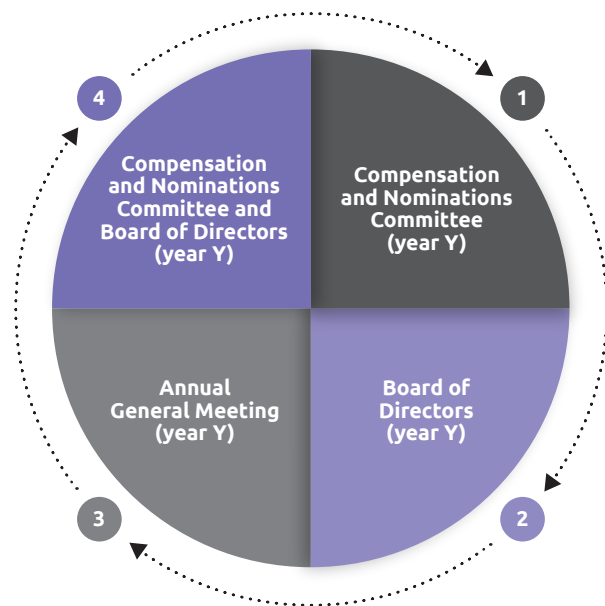 4
1
Compensation
and Nominations
Committee and
Board of Directors
(year Y)
Compensation
and Nominations
Committee
(year Y)
Annual
General Meeting
(year Y)
Board of
Directors
(year Y)
3
2